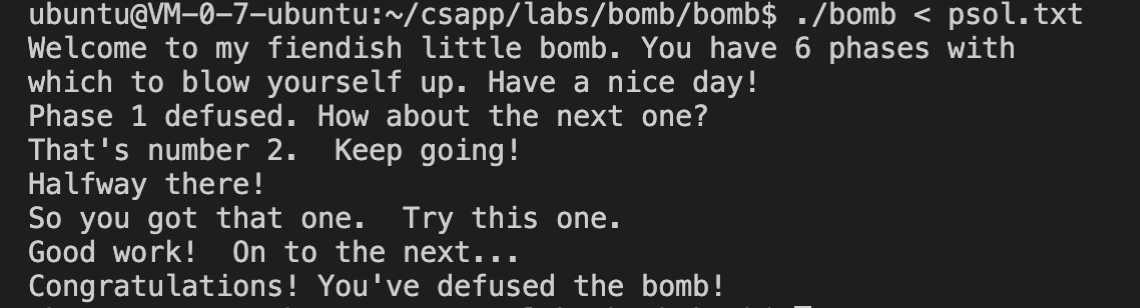 ubuntu@VM-0-7-ubuntu:~/csapp/labs/bomb/bomb$ ./bomb < psol.txt
Welcome to my fiendish little bomb. You have 6 phases with
which to blow yourself up. Have a nice day!
Phase 1 defused. How about the next one?
That's number 2.  Keep going!
Halfway there!
So you got that one.  Try this one.
Good work!  On to the next...
Congratulations! You've defused the bomb!